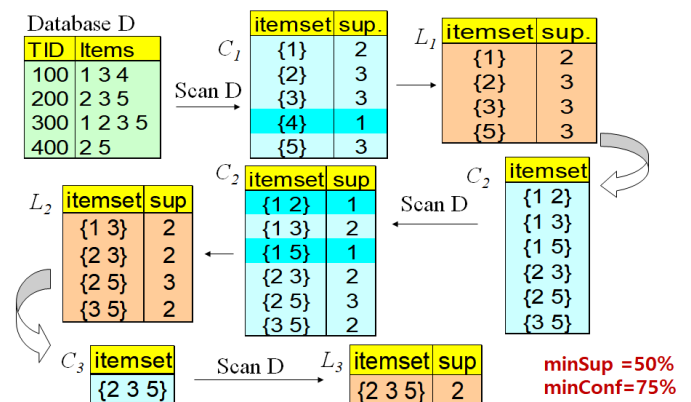 Database D
TID Items
100 1 3 4
200 2 3 5
300 1 2 3 5
400 2 5
Scan D
C1
itemset sup.
{1} 2
{2} 3
{3} 3
{4} 1
{5} 3
L1
itemset sup.
{1} 2
{2} 3
{3} 3
{5} 3
C2
itemset
{1 2}
{1 3}
{1 5}
{2 3}
{2 5}
{3 5}
Scan D
C2
itemset sup
{1 2} 1
{1 3} 2
{1 5} 1
{2 3} 2
{2 5} 3
{3 5} 2
L2
itemset sup
{1 3} 2
{2 3} 2
{2 5} 3
{3 5} 2
C3
itemset
{2 3 5}
Scan D
L3
itemset sup
{2 3 5} 2
minSup =50%
minConf=75%